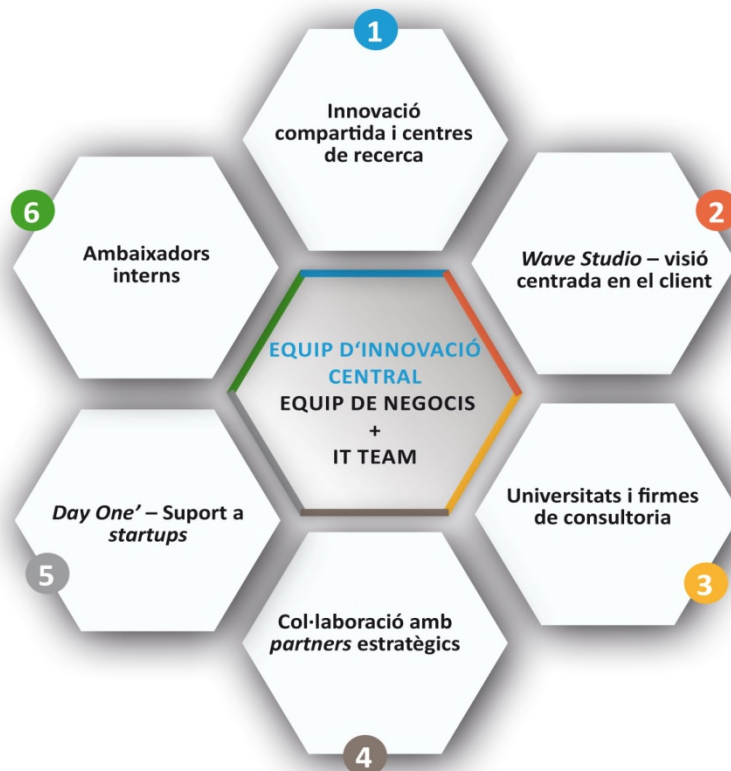 1
Innovació
compartida i centres
de recerca
2
Wave Studio – visió
centrada en el client
3
Universitats i firmes
de consultoria
4
Col·laboració amb
partners estratègics
5
Day One’ – Suport a
startups
6
Ambaixadors
interns
EQUIP D‘INNOVACIÓ
CENTRAL
EQUIP DE NEGOCIS
+
IT TEAM